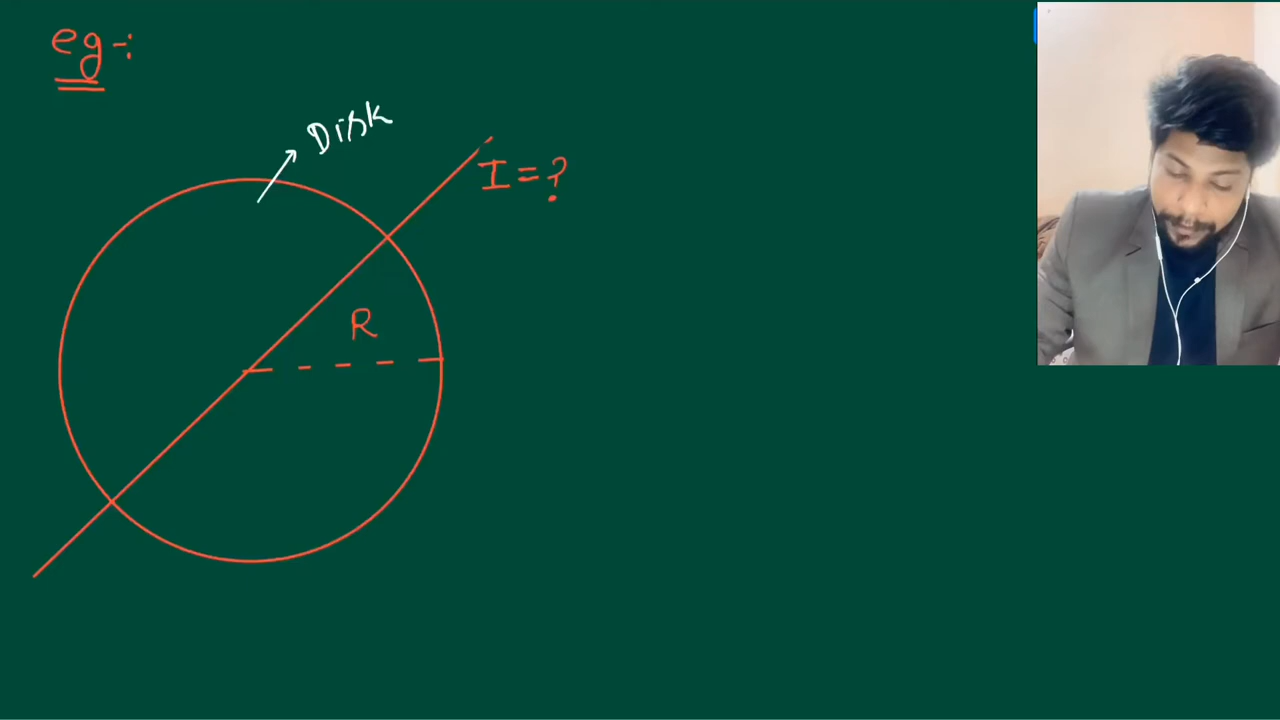 eg -:
Disk
I = ?
R